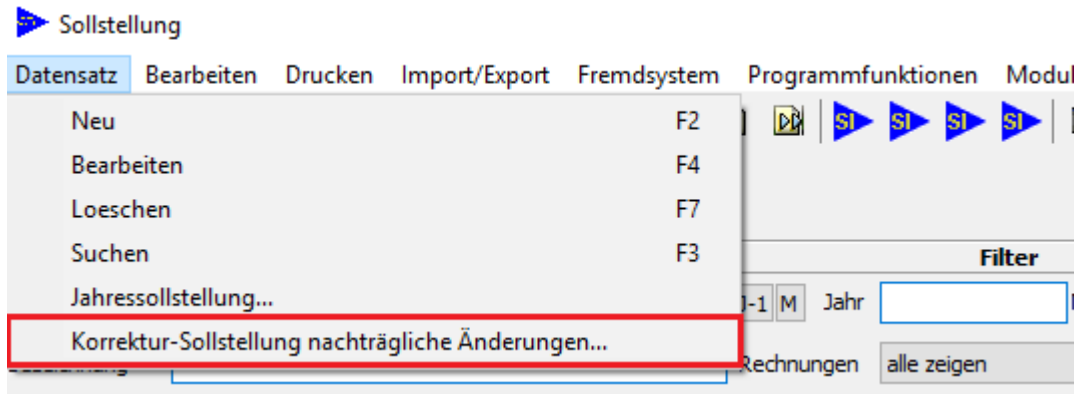 Sollstellung
Datensatz Bearbeiten Drucken Import/Export Fremdsystem Programmfunktionen
Neu F2
Bearbeiten F4
Loeschen F7
Suchen F3
Filter
Jahressollstellung...
J-1 M Jahr
Korrektur-Sollstellung nachträgliche Änderungen...
Rechnungen alle zeigen